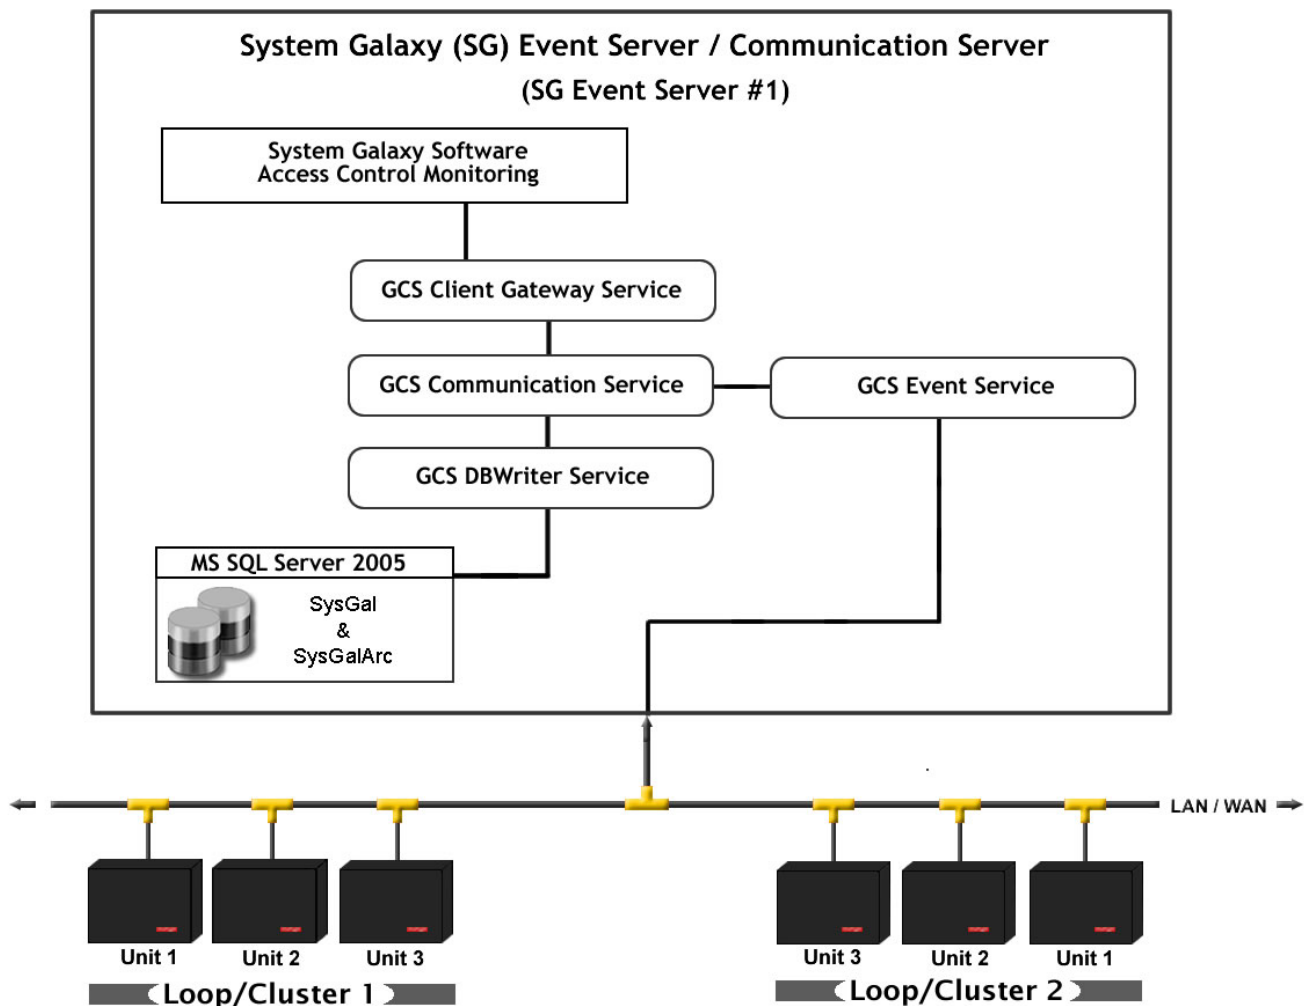 System Galaxy (SG) Event Server / Communication Server
(SG Event Server #1)
System Galaxy Software
Access Control Monitoring
GCS Client Gateway Service
GCS Communication Service
GCS Event Service
GCS DBWriter Service
MS SQL Server 2005
SysGal
&
SysGalArc
LAN / WAN
Unit 1
Unit 2
Unit 3
Unit 3
Unit 2
Unit 1
Loop/Cluster 1
Loop/Cluster 2